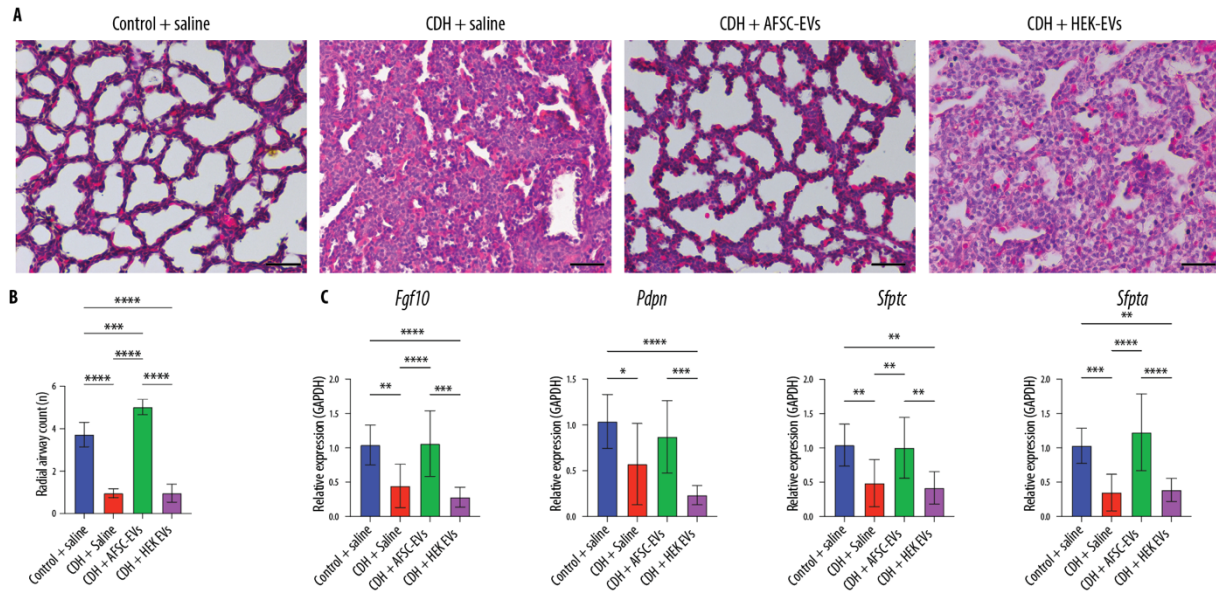 A
Control + saline
CDH + saline
CDH + AFSC-EVs
CDH + HEK-EVs
B
****
***
****
****
****
Radial airway count (n)
6
4
2
0
Control + saline
CDH + Saline
CDH + AFSC-EVs
CDH + HEK EVs
C
Fgf10
****
****
**
***
Relative expression (GAPDH)
2.0
1.5
1.0
0.5
0.0
Control + saline
CDH + Saline
CDH + AFSC-EVs
CDH + HEK EVs
Pdpn
****
*
***
Relative expression (GAPDH)
1.5
1.0
0.5
0.0
Control + saline
CDH + Saline
CDH + AFSC-EVs
CDH + HEK EVs
Sfptc
**
**
**
**
Relative expression (GAPDH)
2.0
1.5
1.0
0.5
0.0
Control + saline
CDH + Saline
CDH + AFSC-EVs
CDH + HEK EVs
Sfpta
**
****
***
****
Relative expression (GAPDH)
2.0
1.5
1.0
0.5
0.0
Control + saline
CDH + Saline
CDH + AFSC-EVs
CDH + HEK EVs